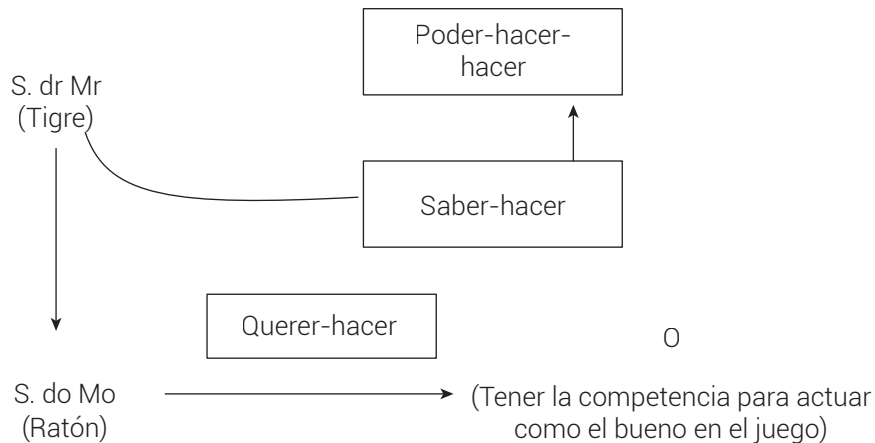 Poder-hacer-
hacer
S. dr Mr
(Tigre)
Saber-hacer
Querer-hacer
O
S. do Mo
(Ratón)
(Tener la competencia para actuar
como el bueno en el juego)